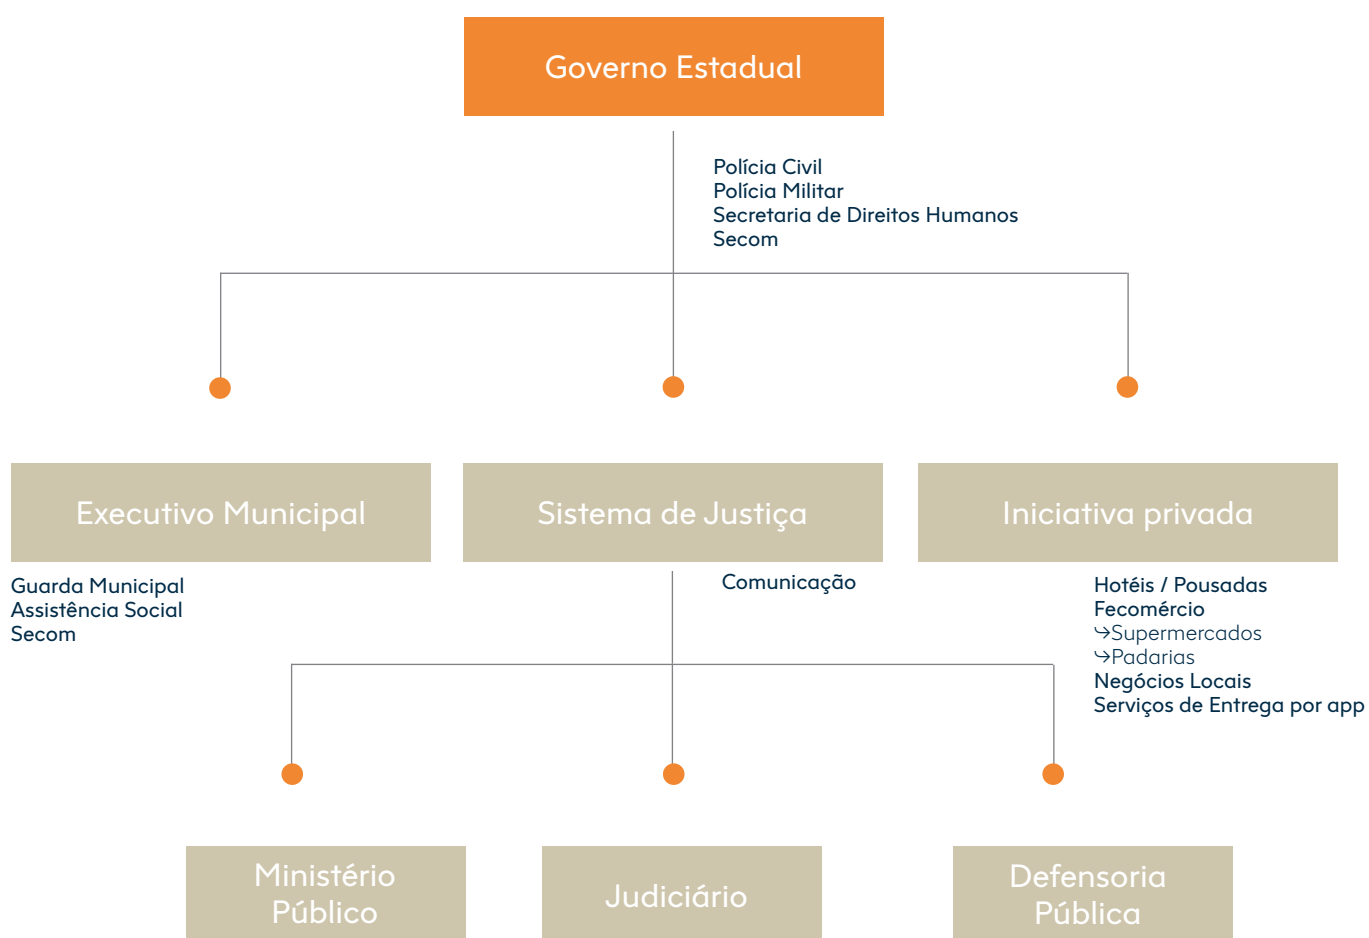 Governo Estadual
Polícia Civil
Polícia Militar
Secretaria de Direitos Humanos
Secom
Executivo Municipal
Guarda Municipal
Assistência Social
Secom
Sistema de Justiça
Comunicação
Iniciativa privada
Hotéis / Pousadas
Fecomércio
↪Supermercados
↪Padarias
Negócios Locais
Serviços de Entrega por app
Ministério
Público
Judiciário
Defensoria
Pública